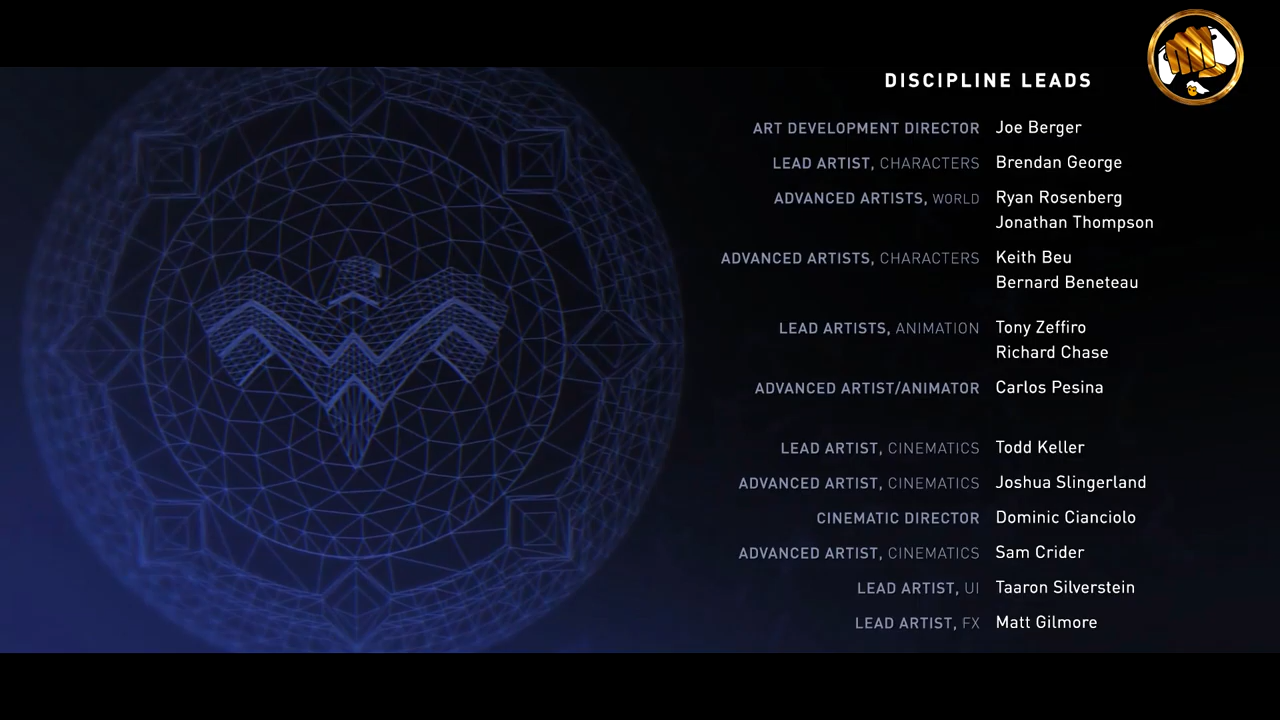 DISCIPLINE LEADS
ART DEVELOPMENT DIRECTOR Joe Berger
LEAD ARTIST, CHARACTERS Brendan George
ADVANCED ARTISTS, WORLD Ryan Rosenberg
Jonathan Thompson
ADVANCED ARTISTS, CHARACTERS Keith Beu
Bernard Beneteau
LEAD ARTISTS, ANIMATION Tony Zeffiro
Richard Chase
ADVANCED ARTIST/ANIMATOR Carlos Pesina
LEAD ARTIST, CINEMATICS Todd Keller
ADVANCED ARTIST, CINEMATICS Joshua Slingerland
CINEMATIC DIRECTOR Dominic Cianciolo
ADVANCED ARTIST, CINEMATICS Sam Crider
LEAD ARTIST, UI Taaron Silverstein
LEAD ARTIST, FX Matt Gilmore